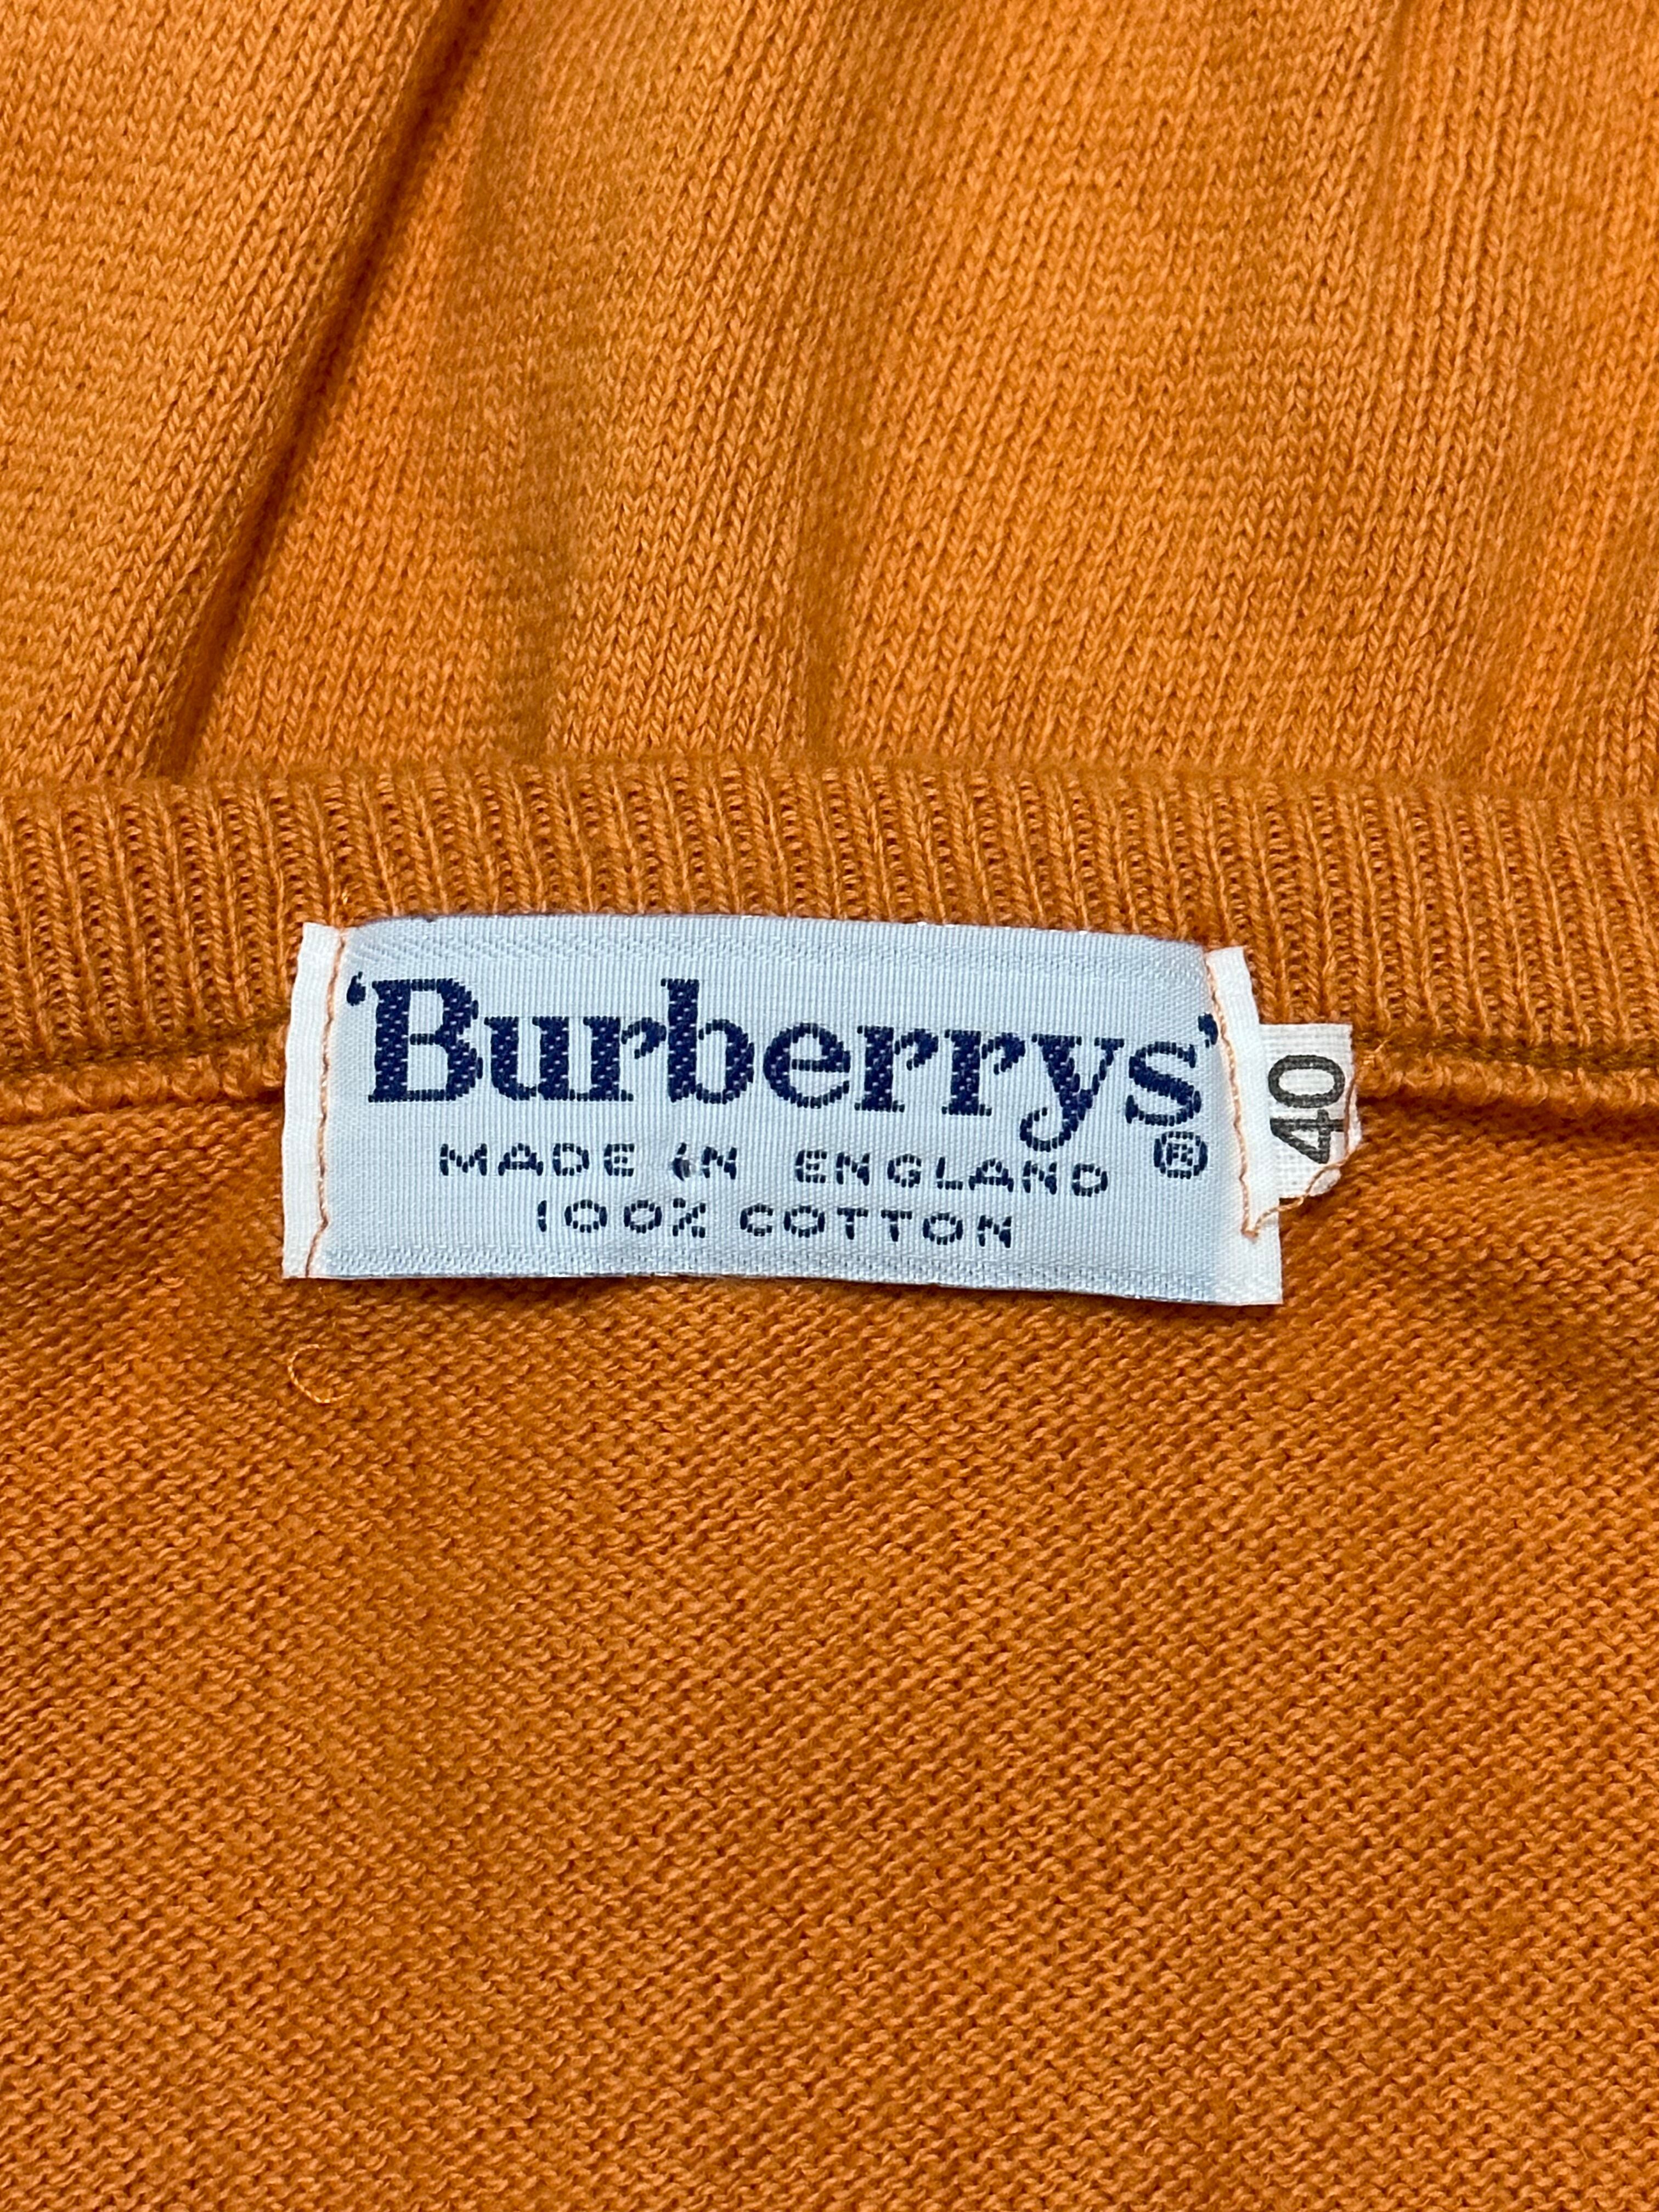 ‘Burberrys’
®
MADE IN ENGLAND
100% COTTON
40